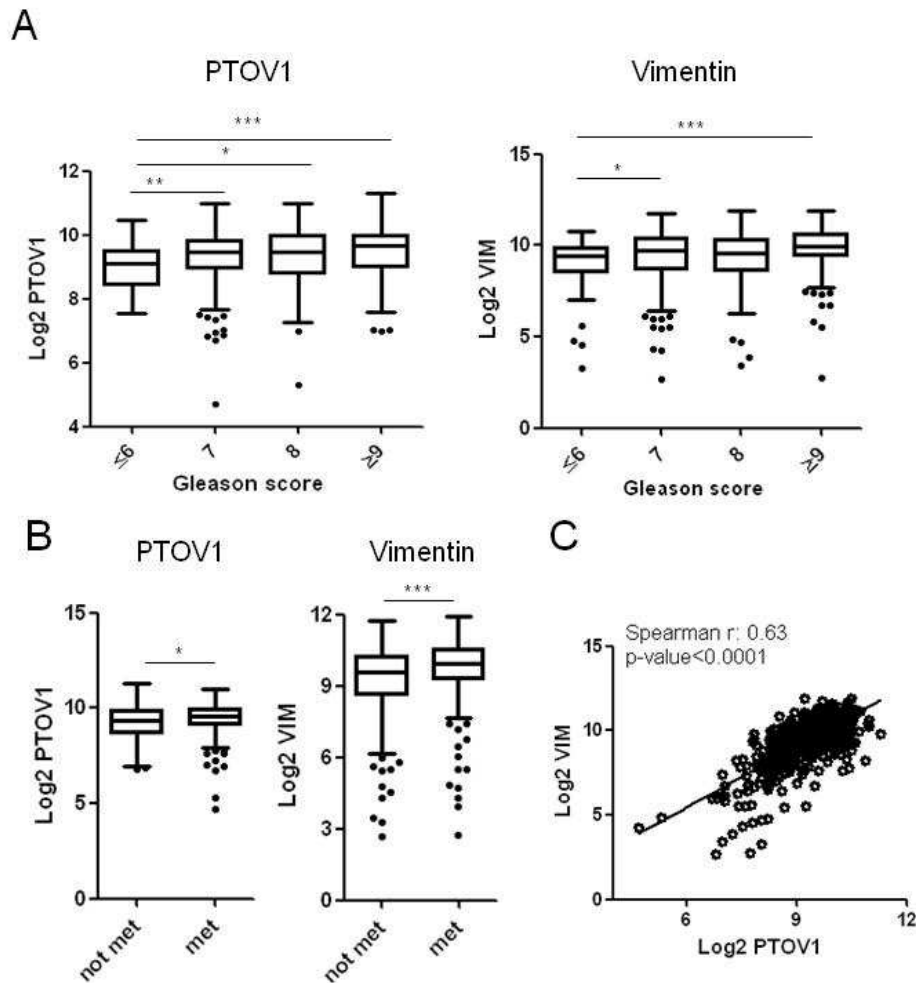 A
PTOV1
Vimentin
***
*
**
12
10
8
6
4
Log2 PTOV1
≤6
7
8
≥9
Gleason score
***
*
15
10
5
0
Log2 VIM
≤6
7
8
≥9
Gleason score
B
PTOV1
Vimentin
C
*
15
10
5
0
Log2 PTOV1
not met
met
***
12
9
6
3
0
Log2 VIM
not met
met
Spearman r: 0.63
p-value<0.0001
15
10
5
0
Log2 VIM
6
9
12
Log2 PTOV1